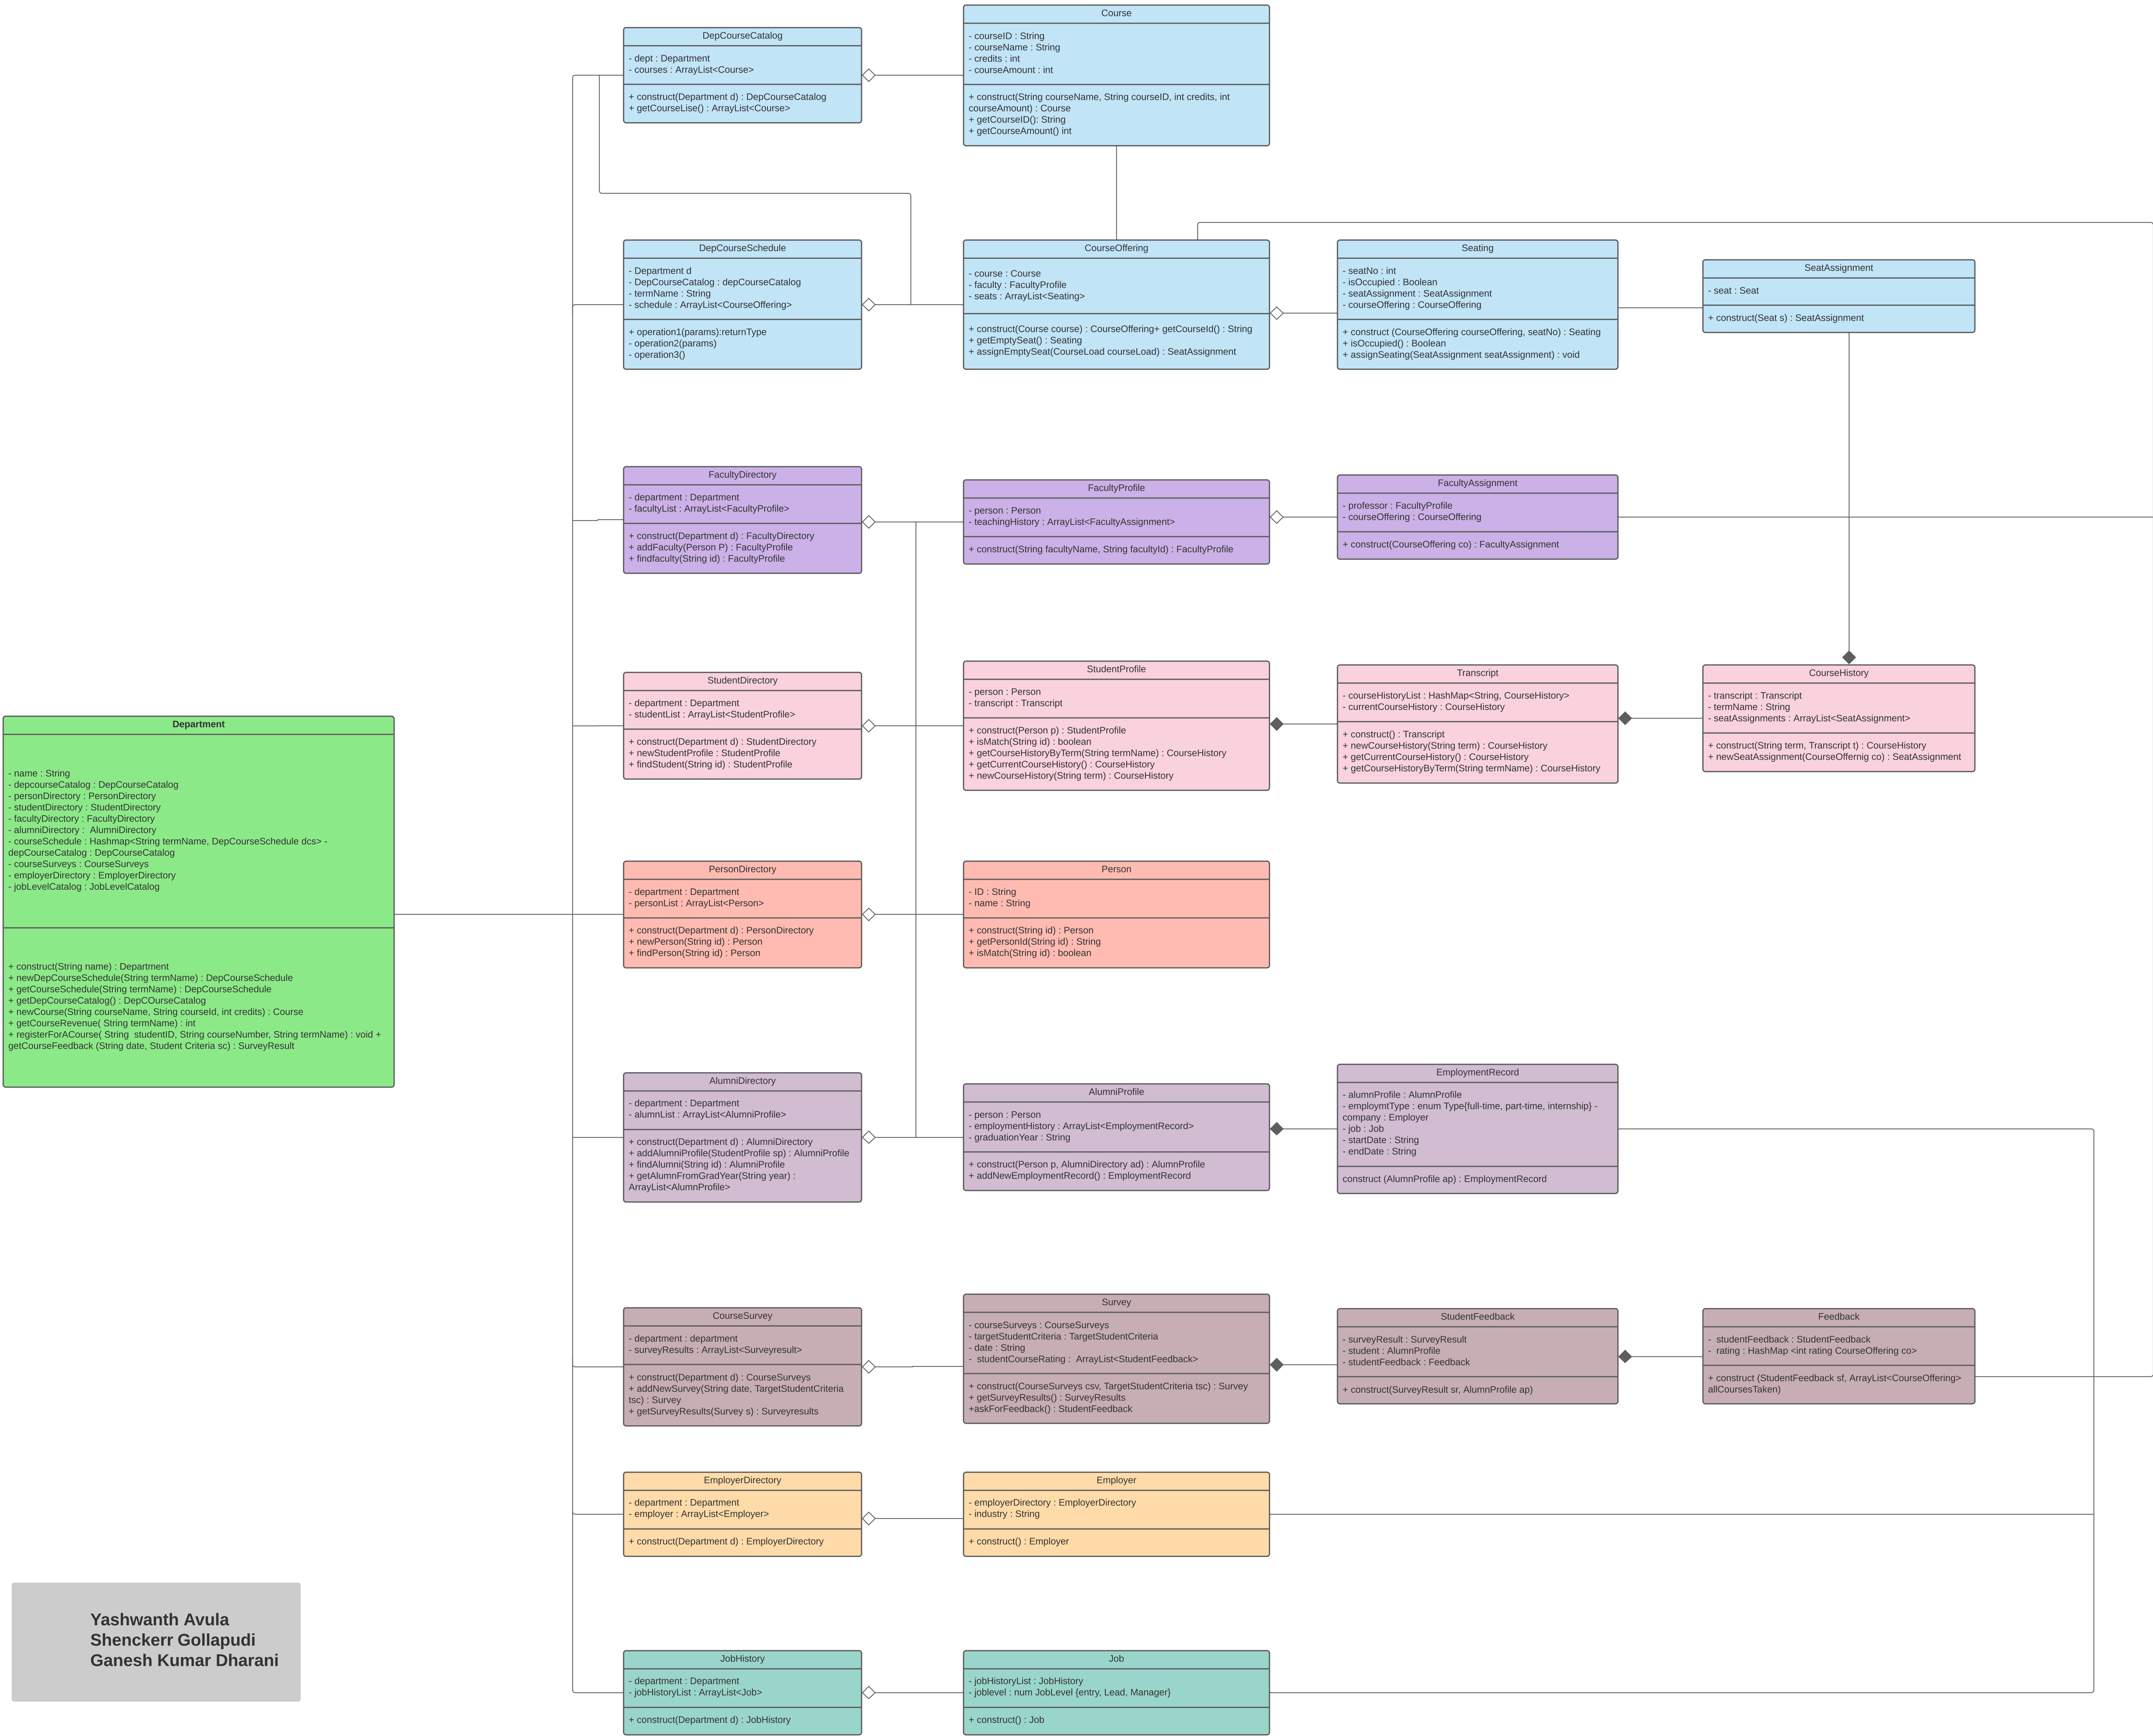 Course
- courseID : String
- courseName : String
- credits : int
- courseAmount : int
+ construct(String courseName, String courseID, int credits, int
courseAmount) : Course
+ getCourseID(): String
+ getCourseAmount() int
DepCourseCatalog
- dept : Department
- courses : ArrayList<Course>
+ construct(Department d) : DepCourseCatalog
+ getCourseLise() : ArrayList<Course>
DepCourseSchedule
- Department d
- DepCourseCatalog : depCourseCatalog
- termName : String
- schedule : ArrayList<CourseOffering>
+ operation1(params):returnType
- operation2(params)
- operation3()
CourseOffering
- course : Course
- faculty : FacultyProfile
- seats : ArrayList<Seating>
+ construct(Course course) : CourseOffering+ getCourseId() : String
+ getEmptySeat() : Seating
+ assignEmptySeat(CourseLoad courseLoad) : SeatAssignment
Seating
- seatNo : int
- isOccupied : Boolean
- seatAssignment : SeatAssignment
- courseOffering : CourseOffering
+ construct (CourseOffering courseOffering, seatNo) : Seating
+ isOccupied() : Boolean
+ assignSeating(SeatAssignment seatAssignment) : void
SeatAssignment
- seat : Seat
+ construct(Seat s) : SeatAssignment
FacultyDirectory
- department : Department
- facultyList : ArrayList<FacultyProfile>
+ construct(Department d) : FacultyDirectory
+ addFaculty(Person P) : FacultyProfile
+ findfaculty(String id) : FacultyProfile
FacultyProfile
- person : Person
- teachingHistory : ArrayList<FacultyAssignment>
+ construct(String factultyName, String factultyId) : FacultyProfile
FacultyAssignment
- professor : FacultyProfile
- courseOffering : CourseOffering
+ construct(CourseOffering co) : FacultyAssignment
StudentDirectory
- department : Department
- studentList : ArrayList<StudentProfile>
+ construct(Department d) : StudentDirectory
+ newStudentProfile : StudentProfile
+ findStudent(String id) : StudentProfile
StudentProfile
- person : Person
- transcript : Transcript
+ construct(Person p) : StudentProfile
+ isMatch(String id) : boolean
+ getCourseHistoryByTerm(String termName) : CourseHistory
+ getCurrentCourseHistory() : CourseHistory
+ newCourseHistory(String term) : CourseHistory
Transcript
- courseHistoryList : HashMap<String, CourseHistory>
- currentCourseHistory : CourseHistory
+ construct() : Transcript
+ newCourseHistory(String term) : CourseHistory
+ getCurrentCourseHistory() : CourseHistory
+ getCourseHistoryByTerm(String termName) : CourseHistory
CourseHistory
- transcript : Transcript
- termName : String
- seatAssignments : ArrayList<SeatAssignment>
+ construct(String term, Transcript t) : CourseHistory
+ newSeatAssignment(CourseOffernig co) : SeatAssignment
Department
- name : String
- depcourseCatalog : DepCourseCatalog
- personDirectory : PersonDirectory
- studentDirectory : StudentDirectory
- facultyDirectory : FacultyDirectory
- alumniDirectory :  AlumniDirectory
- courseSchedule : Hashmap<String termName, DepCourseSchedule dcs> -
depCourseCatalog : DepCourseCatalog
- courseSurveys : CourseSurveys
- employerDirectory : EmployerDirectory
- jobLevelCatalog : JobLevelCatalog
+ construct(String name) : Department
+ newDepCourseSchedule(String termName) : DepCourseSchedule
+ getCourseSchedule(String termName) : DepCourseSchedule
+ getDepCourseCatalog() : DepCOurseCatalog
+ newCourse(String courseName, String courseId, int credits) : Course
+ getCourseRevenue( String termName) : int
+ registerForACourse( String  studentID, String courseNumber, String termName) : void +
getCourseFeedback (String date, Student Criteria sc) : SurveyResult
PersonDirectory
- department : Department
- personList : ArrayList<Person>
+ construct(Department d) : PersonDirectory
+ newPerson(String id) : Person
+ findPerson(String id) : Person
Person
- ID : String
- name : String
+ construct(String id) : Person
+ getPersonId(String id) : String
+ isMatch(String id) : boolean
AlumniDirectory
- department : Department
- alumnList : ArrayList<AlumniProfile>
+ construct(Department d) : AlumniDirectory
+ addAlumniProfile(StudentProfile sp) : AlumniProfile
+ findAlumni(String id) : AlumniProfile
+ getAlumnFromGradYear(String year) :
ArrayList<AlumnProfile>
AlumniProfile
- person : Person
- employmentHistory : ArrayList<EmploymentRecord>
- graduationYear : String
+ construct(Person p, AlumniDirectory ad) : AlumnProfile
+ addNewEmploymentRecord() : EmploymentRecord
EmploymentRecord
- alumnProfile : AlumnProfile
- employmtType : enum Type{full-time, part-time, internship} -
company : Employer
- job : Job
- startDate : String
- endDate : String
construct (AlumnProfile ap) : EmploymentRecord
CourseSurvey
- department : department
- surveyResults : ArrayList<Surveyresult>
+ construct(Department d) : CourseSurveys
+ addNewSurvey(String date, TargetStudentCriteria
tsc) : Survey
+ getSurveyResults(Survey s) : Surveyresults
Survey
- courseSurveys : CourseSurveys
- targetStudentCriteria : TargetStudentCriteria
- date : String
-  studentCourseRating :  ArrayList<StudentFeedback>
+ construct(CourseSurveys csv, TargetStudentCriteria tsc) : Survey
+ getSurveyResults() : SurveyResults
+askForFeedback() : StudentFeedback
StudentFeedback
- surveyResult : SurveyResult
- student : AlumnProfile
- studentFeedback : Feedback
+ construct(SurveyResult sr, AlumnProfile ap)
Feedback
-  studentFeedback : StudentFeedback
-  rating : HashMap <int rating CourseOffering co>
+ construct (StudentFeedback sf, ArrayList<CourseOffering>
allCoursesTaken)
EmployerDirectory
- department : Department
- employer : ArrayList<Employer>
+ construct(Department d) : EmployerDirectory
Employer
- employerDirectory : EmployerDirectory
- industry : String
+ construct() : Employer
Yashwanth Avula
Shenckerr Gollapudi
Ganesh Kumar Dharani
JobHistory
- department : Department
- jobHistoryList : ArrayList<Job>
+ construct(Department d) : JobHistory
Job
- jobHistoryList : JobHistory
- joblevel : num JobLevel {entry, Lead, Manager}
+ construct() : Job